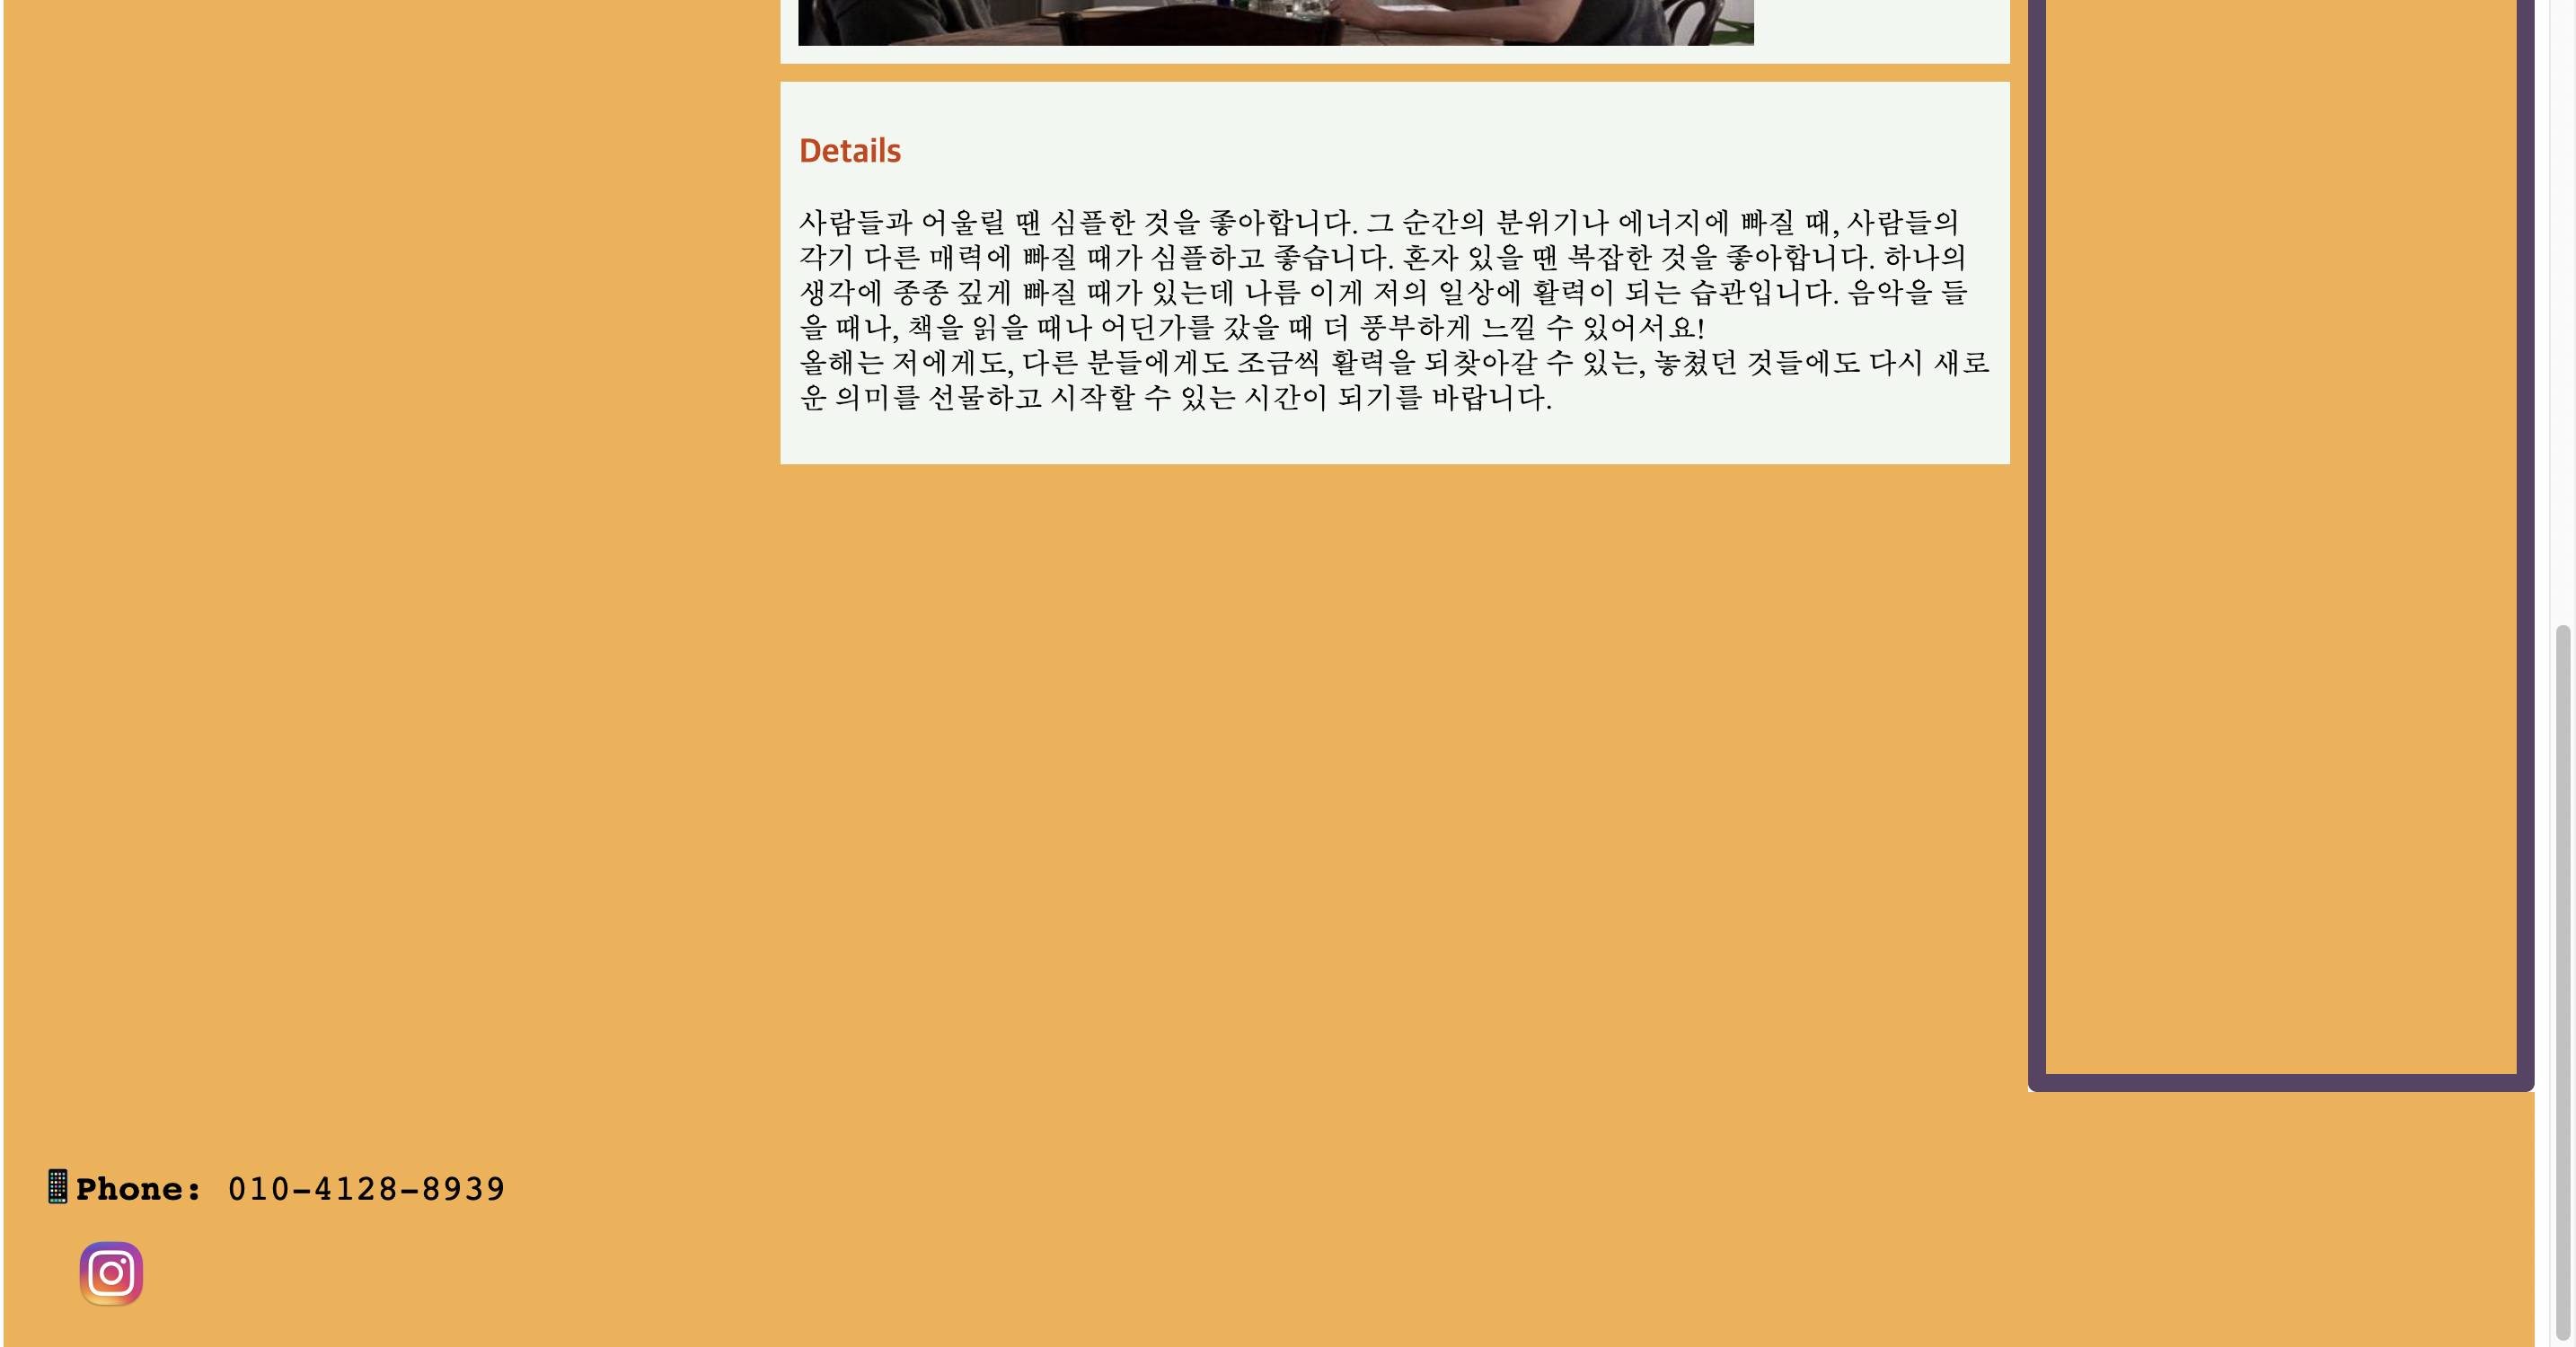 Details
사람들과 어울릴 땐 심플한 것을 좋아합니다. 그 순간의 분위기나 에너지에 빠질 때, 사람들의
각기 다른 매력에 빠질 때가 심플하고 좋습니다. 혼자 있을 땐 복잡한 것을 좋아합니다. 하나의
생각에 종종 깊게 빠질 때가 있는데 나름 이게 저의 일상에 활력이 되는 습관입니다. 음악을 들
을 때나, 책을 읽을 때나 어딘가를 갔을 때 더 풍부하게 느낄 수 있어서요!
올해는 저에게도, 다른 분들에게도 조금씩 활력을 되찾아갈 수 있는, 놓쳤던 것들에도 다시 새로
운 의미를 선물하고 시작할 수 있는 시간이 되기를 바랍니다.
📱Phone: 010-4128-8939